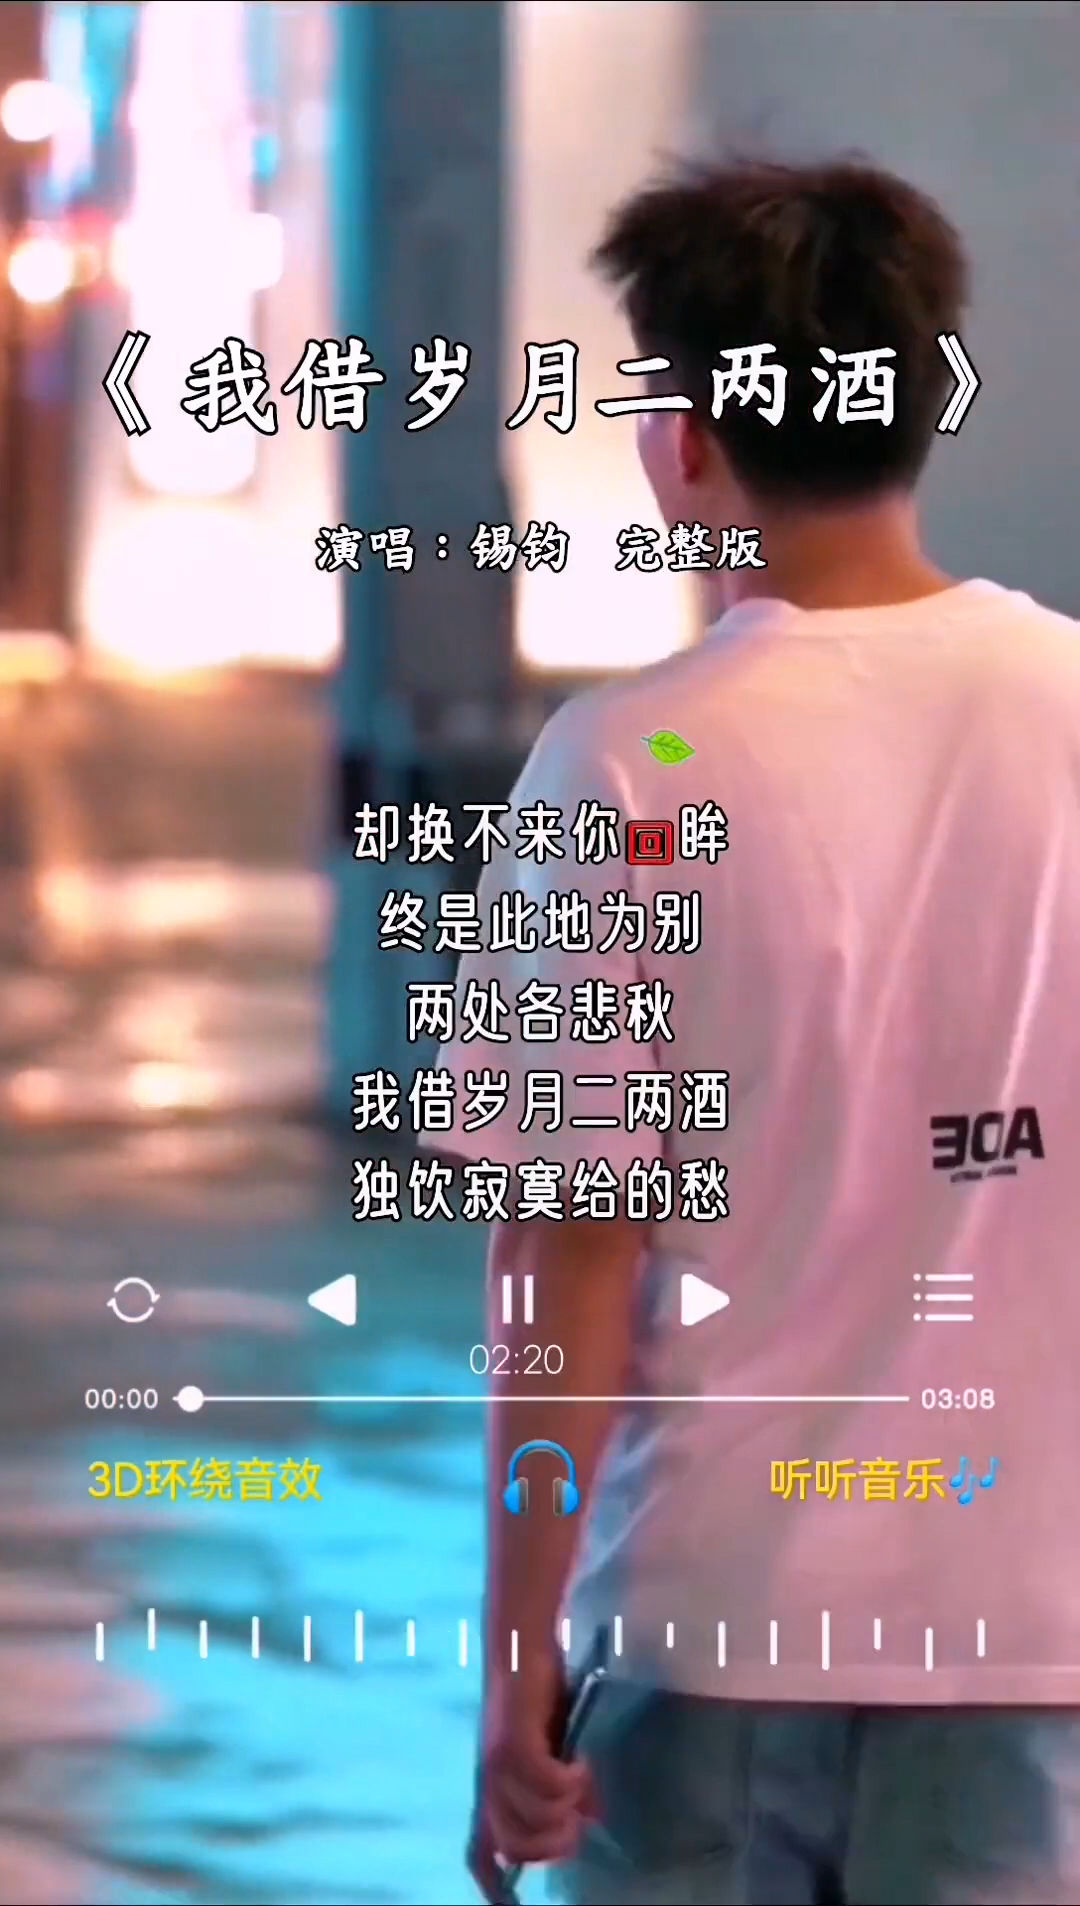 《我借岁月二两酒》
演唱：锡钧 完整版
却换不来你回眸
终是此地为别
两处各悲秋
我借岁月二两酒
独饮寂寞给的愁
02:20
00:00 03:08
3D环绕音效 听听音乐🎶